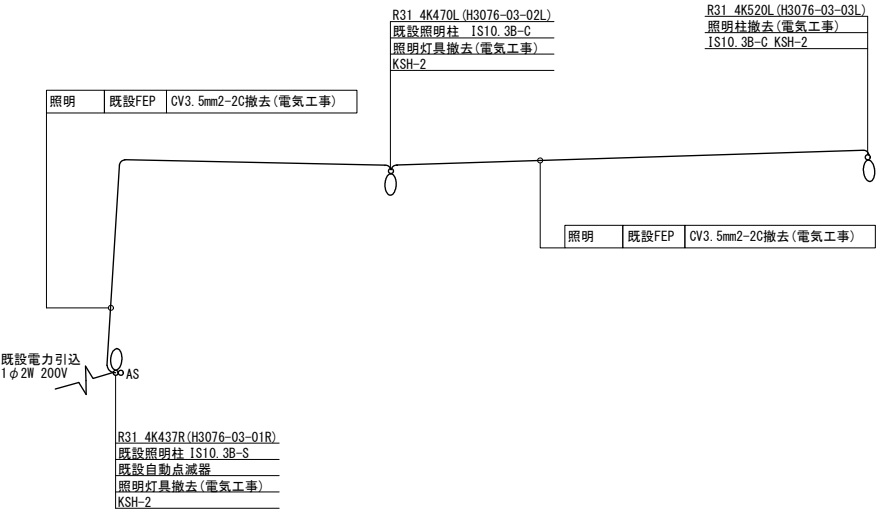 R31 4K470L(H3076-03-02L)
既設照明柱 IS10.3B-C
照明灯具撤去(電気工事)
KSH-2
R31 4K520L(H3076-03-03L)
照明柱撤去(電気工事)
IS10.3B-C KSH-2
照明 既設FEP CV3.5mm2-2C撤去(電気工事)
照明 既設FEP CV3.5mm2-2C撤去(電気工事)
既設電力引込
1φ2W 200V
AS
R31 4K437R(H3076-03-01R)
既設照明柱 IS10.3B-S
既設自動点滅器
照明灯具撤去(電気工事)
KSH-2